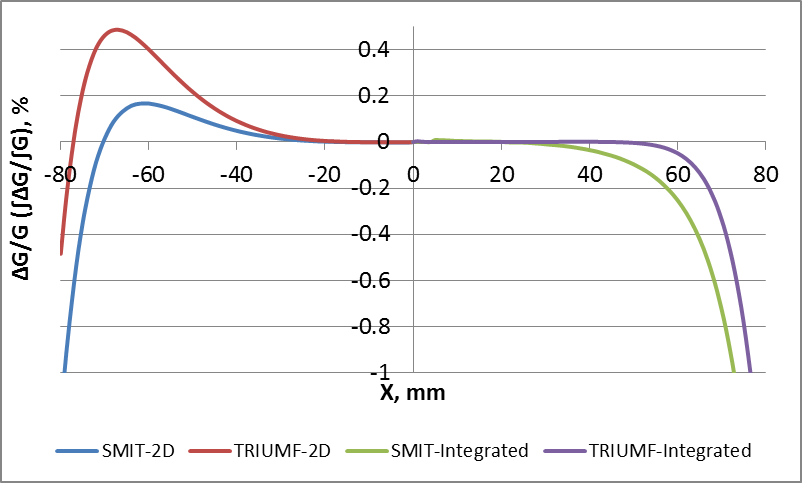 ΔG/G (∫ΔG/∫G), %
0.4
0.2
0
-80 -60 -40 -20 0 20 40 60 80
-0.2
-0.4
-0.6
-0.8
-1
X, mm
SMIT-2D TRIUMF-2D SMIT-Integrated TRIUMF-Integrated